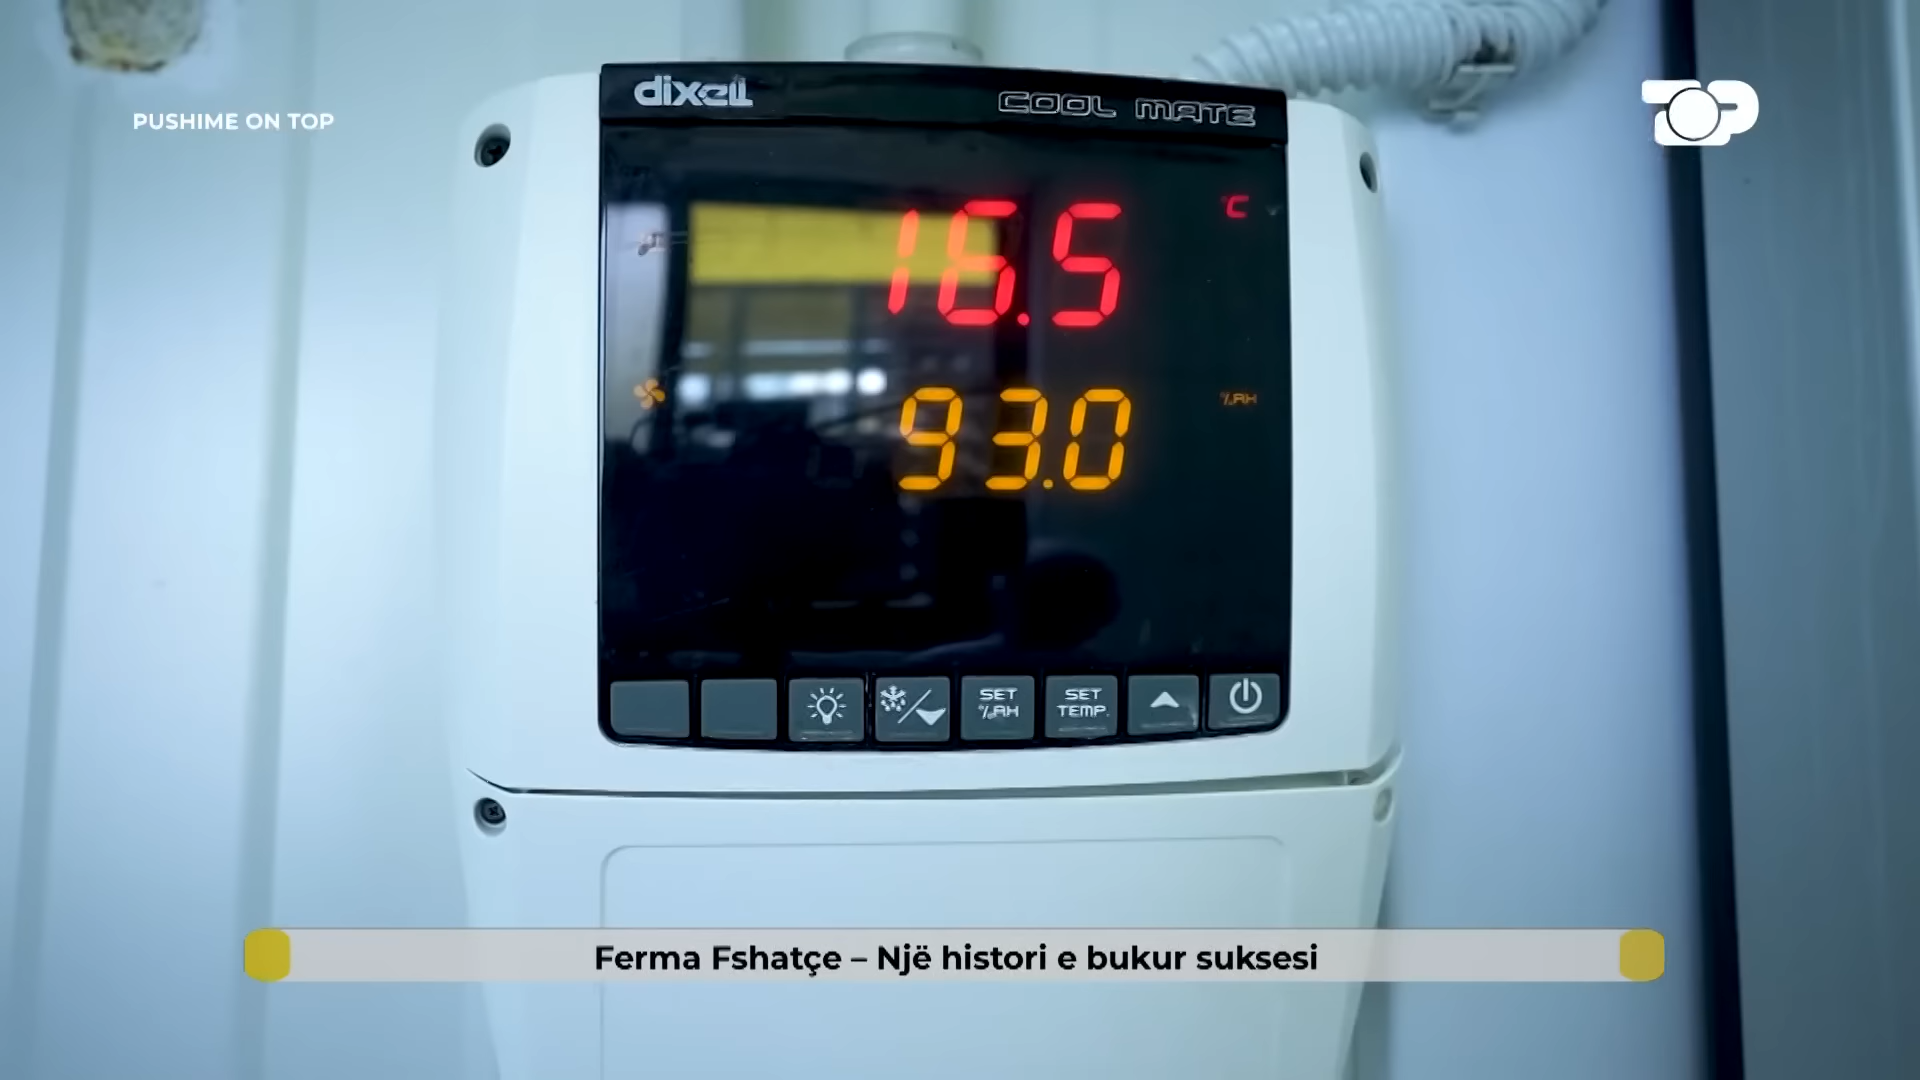 dixell
COOL MATE
PUSHIME ON TOP
TOP
16.5 °C
93.0 %RH
SET %RH
SET TEMP.
Ferma Fshatçe – Një histori e bukur suksesi